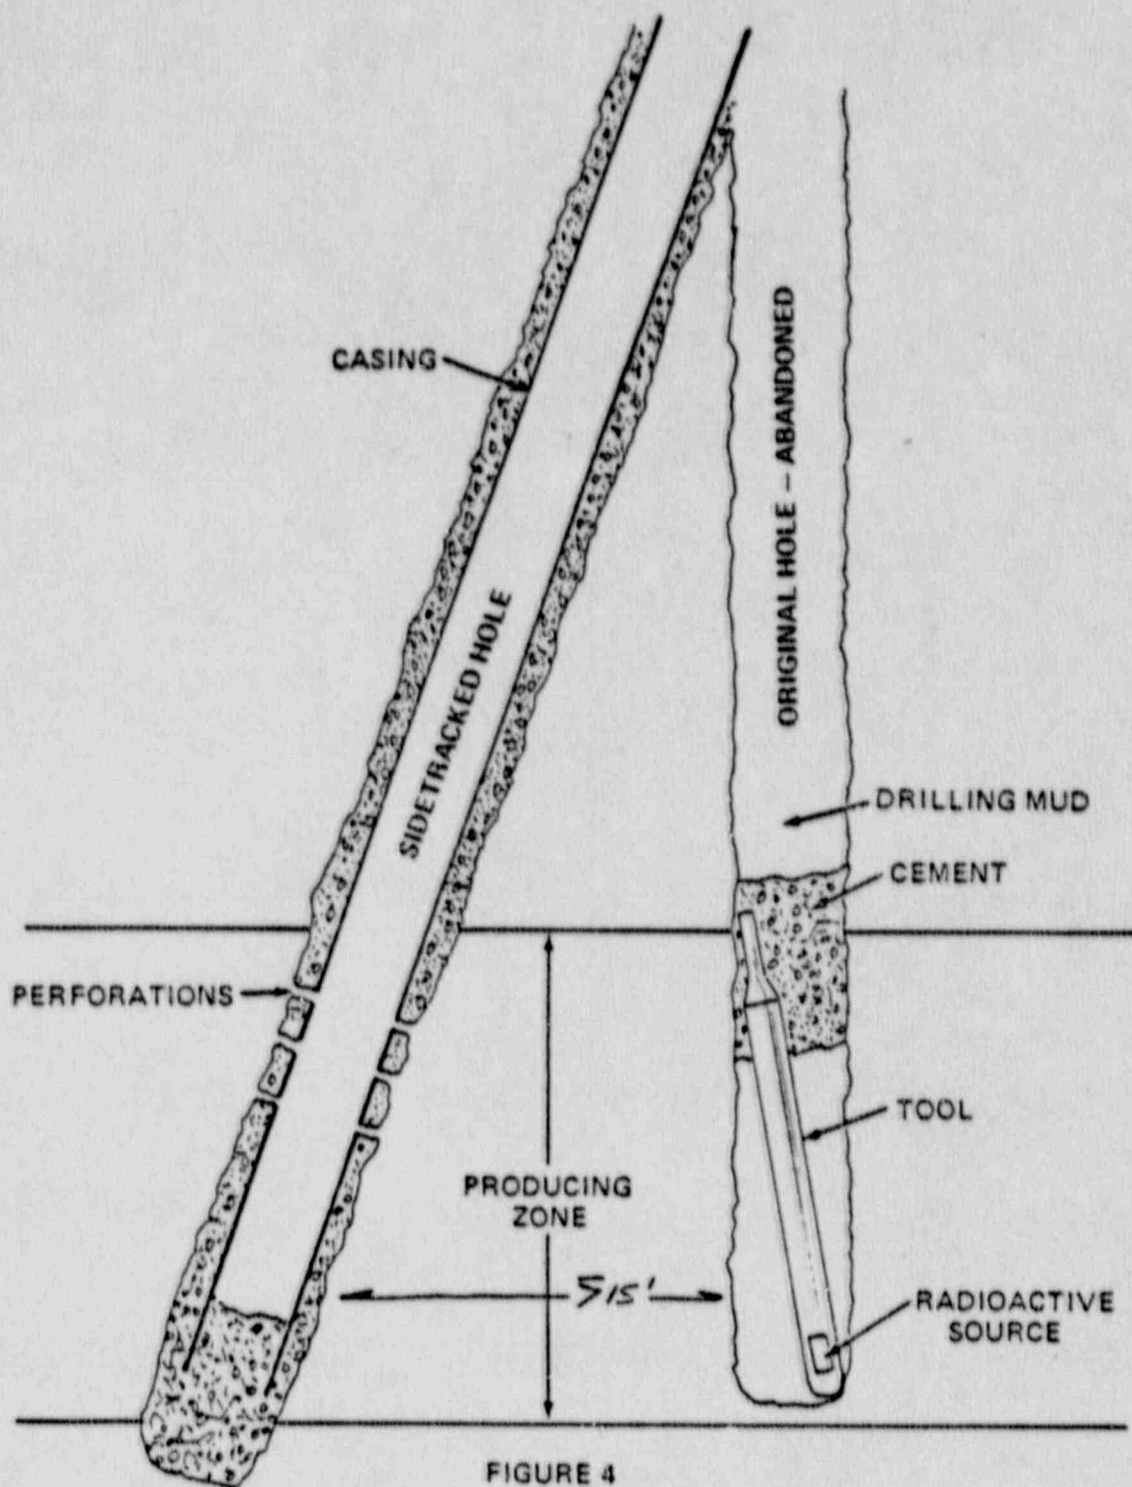 CASING
SIDETRACKED HOLE
ORIGINAL HOLE – ABANDONED
DRILLING MUD
CEMENT
PERFORATIONS
TOOL
PRODUCING
ZONE
515'
RADIOACTIVE
SOURCE
FIGURE 4